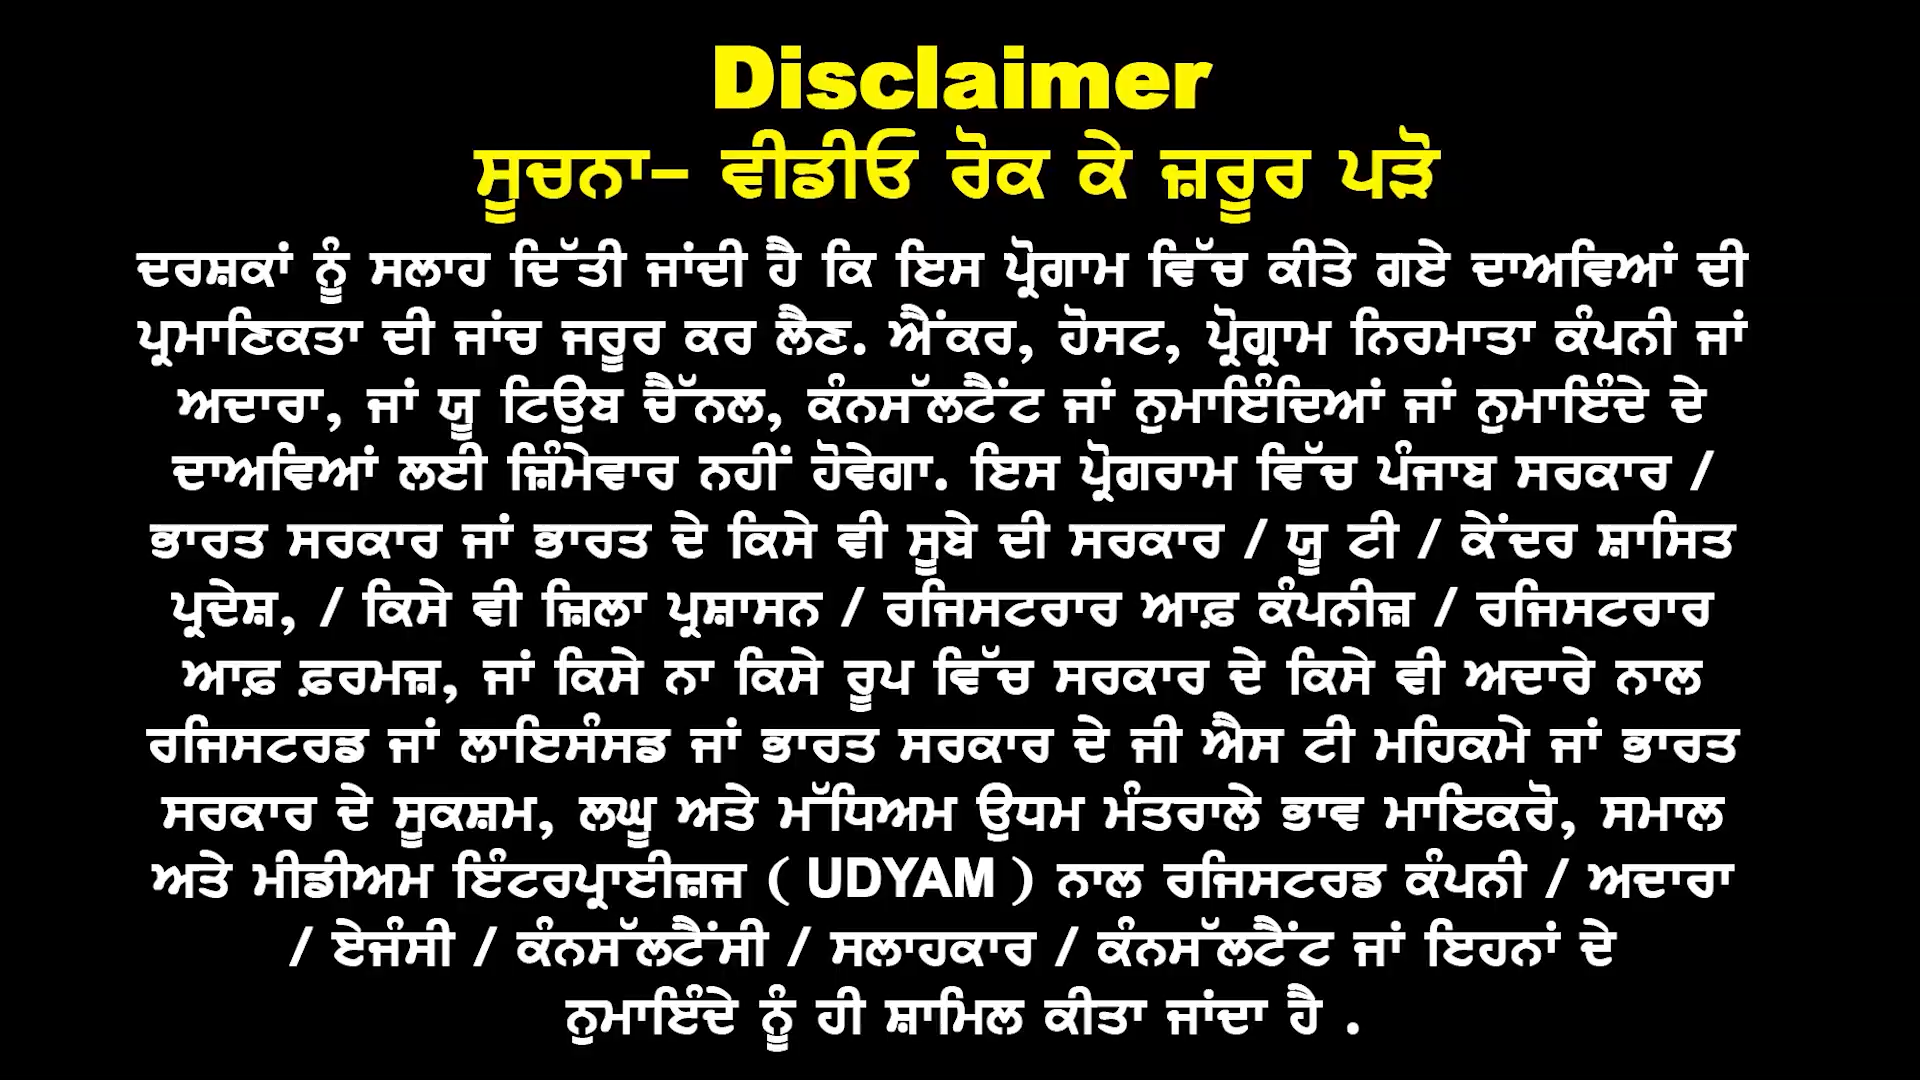 Disclaimer
ਸੂਚਨਾ- ਵੀਡੀਓ ਰੋਕ ਕੇ ਜ਼ਰੂਰ ਪੜੋ
ਦਰਸ਼ਕਾਂ ਨੂੰ ਸਲਾਹ ਦਿੱਤੀ ਜਾਂਦੀ ਹੈ ਕਿ ਇਸ ਪ੍ਰੋਗਾਮ ਵਿੱਚ ਕੀਤੇ ਗਏ ਦਾਅਵਿਆਂ ਦੀ
ਪ੍ਰਮਾਣਿਕਤਾ ਦੀ ਜਾਂਚ ਜਰੂਰ ਕਰ ਲੈਣ. ਐਂਕਰ, ਹੋਸਟ, ਪ੍ਰੋਗ੍ਰਾਮ ਨਿਰਮਾਤਾ ਕੰਪਨੀ ਜਾਂ
ਅਦਾਰਾ, ਜਾਂ ਯੂ ਟਿਊਬ ਚੈੱਨਲ, ਕੰਨਸੱਲਟੈਂਟ ਜਾਂ ਨੁਮਾਇੰਦਿਆਂ ਜਾਂ ਨੁਮਾਇੰਦੇ ਦੇ
ਦਾਅਵਿਆਂ ਲਈ ਜ਼ਿੰਮੇਵਾਰ ਨਹੀਂ ਹੋਵੇਗਾ. ਇਸ ਪ੍ਰੋਗਰਾਮ ਵਿੱਚ ਪੰਜਾਬ ਸਰਕਾਰ /
ਭਾਰਤ ਸਰਕਾਰ ਜਾਂ ਭਾਰਤ ਦੇ ਕਿਸੇ ਵੀ ਸੂਬੇ ਦੀ ਸਰਕਾਰ / ਯੂ ਟੀ / ਕੇਂਦਰ ਸ਼ਾਸਿਤ
ਪ੍ਰਦੇਸ਼, / ਕਿਸੇ ਵੀ ਜ਼ਿਲਾ ਪ੍ਰਸ਼ਾਸਨ / ਰਜਿਸਟਰਾਰ ਆਫ਼ ਕੰਪਨੀਜ਼ / ਰਜਿਸਟਰਾਰ
ਆਫ਼ ਫ਼ਰਮਜ਼, ਜਾਂ ਕਿਸੇ ਨਾ ਕਿਸੇ ਰੂਪ ਵਿੱਚ ਸਰਕਾਰ ਦੇ ਕਿਸੇ ਵੀ ਅਦਾਰੇ ਨਾਲ
ਰਜਿਸਟਰਡ ਜਾਂ ਲਾਇਸੰਸਡ ਜਾਂ ਭਾਰਤ ਸਰਕਾਰ ਦੇ ਜੀ ਐਸ ਟੀ ਮਹਿਕਮੇ ਜਾਂ ਭਾਰਤ
ਸਰਕਾਰ ਦੇ ਸੂਕਸ਼ਮ, ਲਘੂ ਅਤੇ ਮੱਧਿਅਮ ਉਧਮ ਮੰਤਰਾਲੇ ਭਾਵ ਮਾਇਕਰੋ, ਸਮਾਲ
ਅਤੇ ਮੀਡੀਅਮ ਇੰਟਰਪ੍ਰਾਈਜ਼ਜ ( UDYAM ) ਨਾਲ ਰਜਿਸਟਰਡ ਕੰਪਨੀ / ਅਦਾਰਾ
/ ਏਜੰਸੀ / ਕੰਨਸੱਲਟੈਂਸੀ / ਸਲਾਹਕਾਰ / ਕੰਨਸੱਲਟੈਂਟ ਜਾਂ ਇਹਨਾਂ ਦੇ
ਨੁਮਾਇੰਦੇ ਨੂੰ ਹੀ ਸ਼ਾਮਿਲ ਕੀਤਾ ਜਾਂਦਾ ਹੈ .